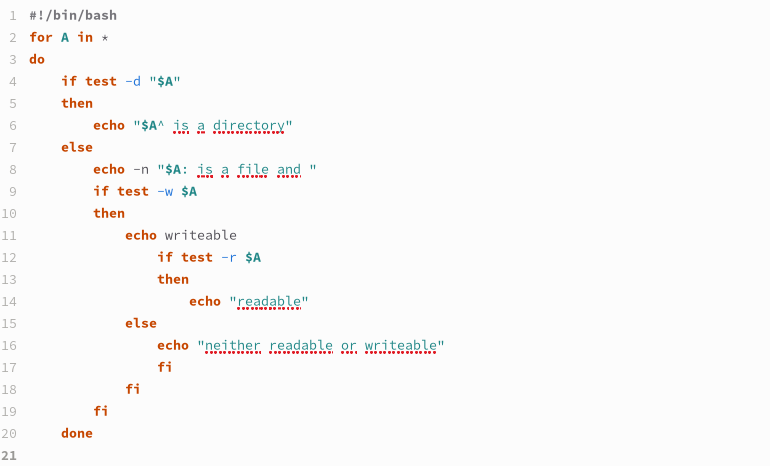 1 #!/bin/bash
2 for A in *
3 do
4     if test -d "$A"
5     then
6         echo "$A^ is a directory"
7     else
8         echo -n "$A: is a file and "
9         if test -w $A
10         then
11             echo writeable
12                 if test -r $A
13                 then
14                     echo "readable"
15             else
16                 echo "neither readable or writeable"
17                 fi
18             fi
19         fi
20     done
21